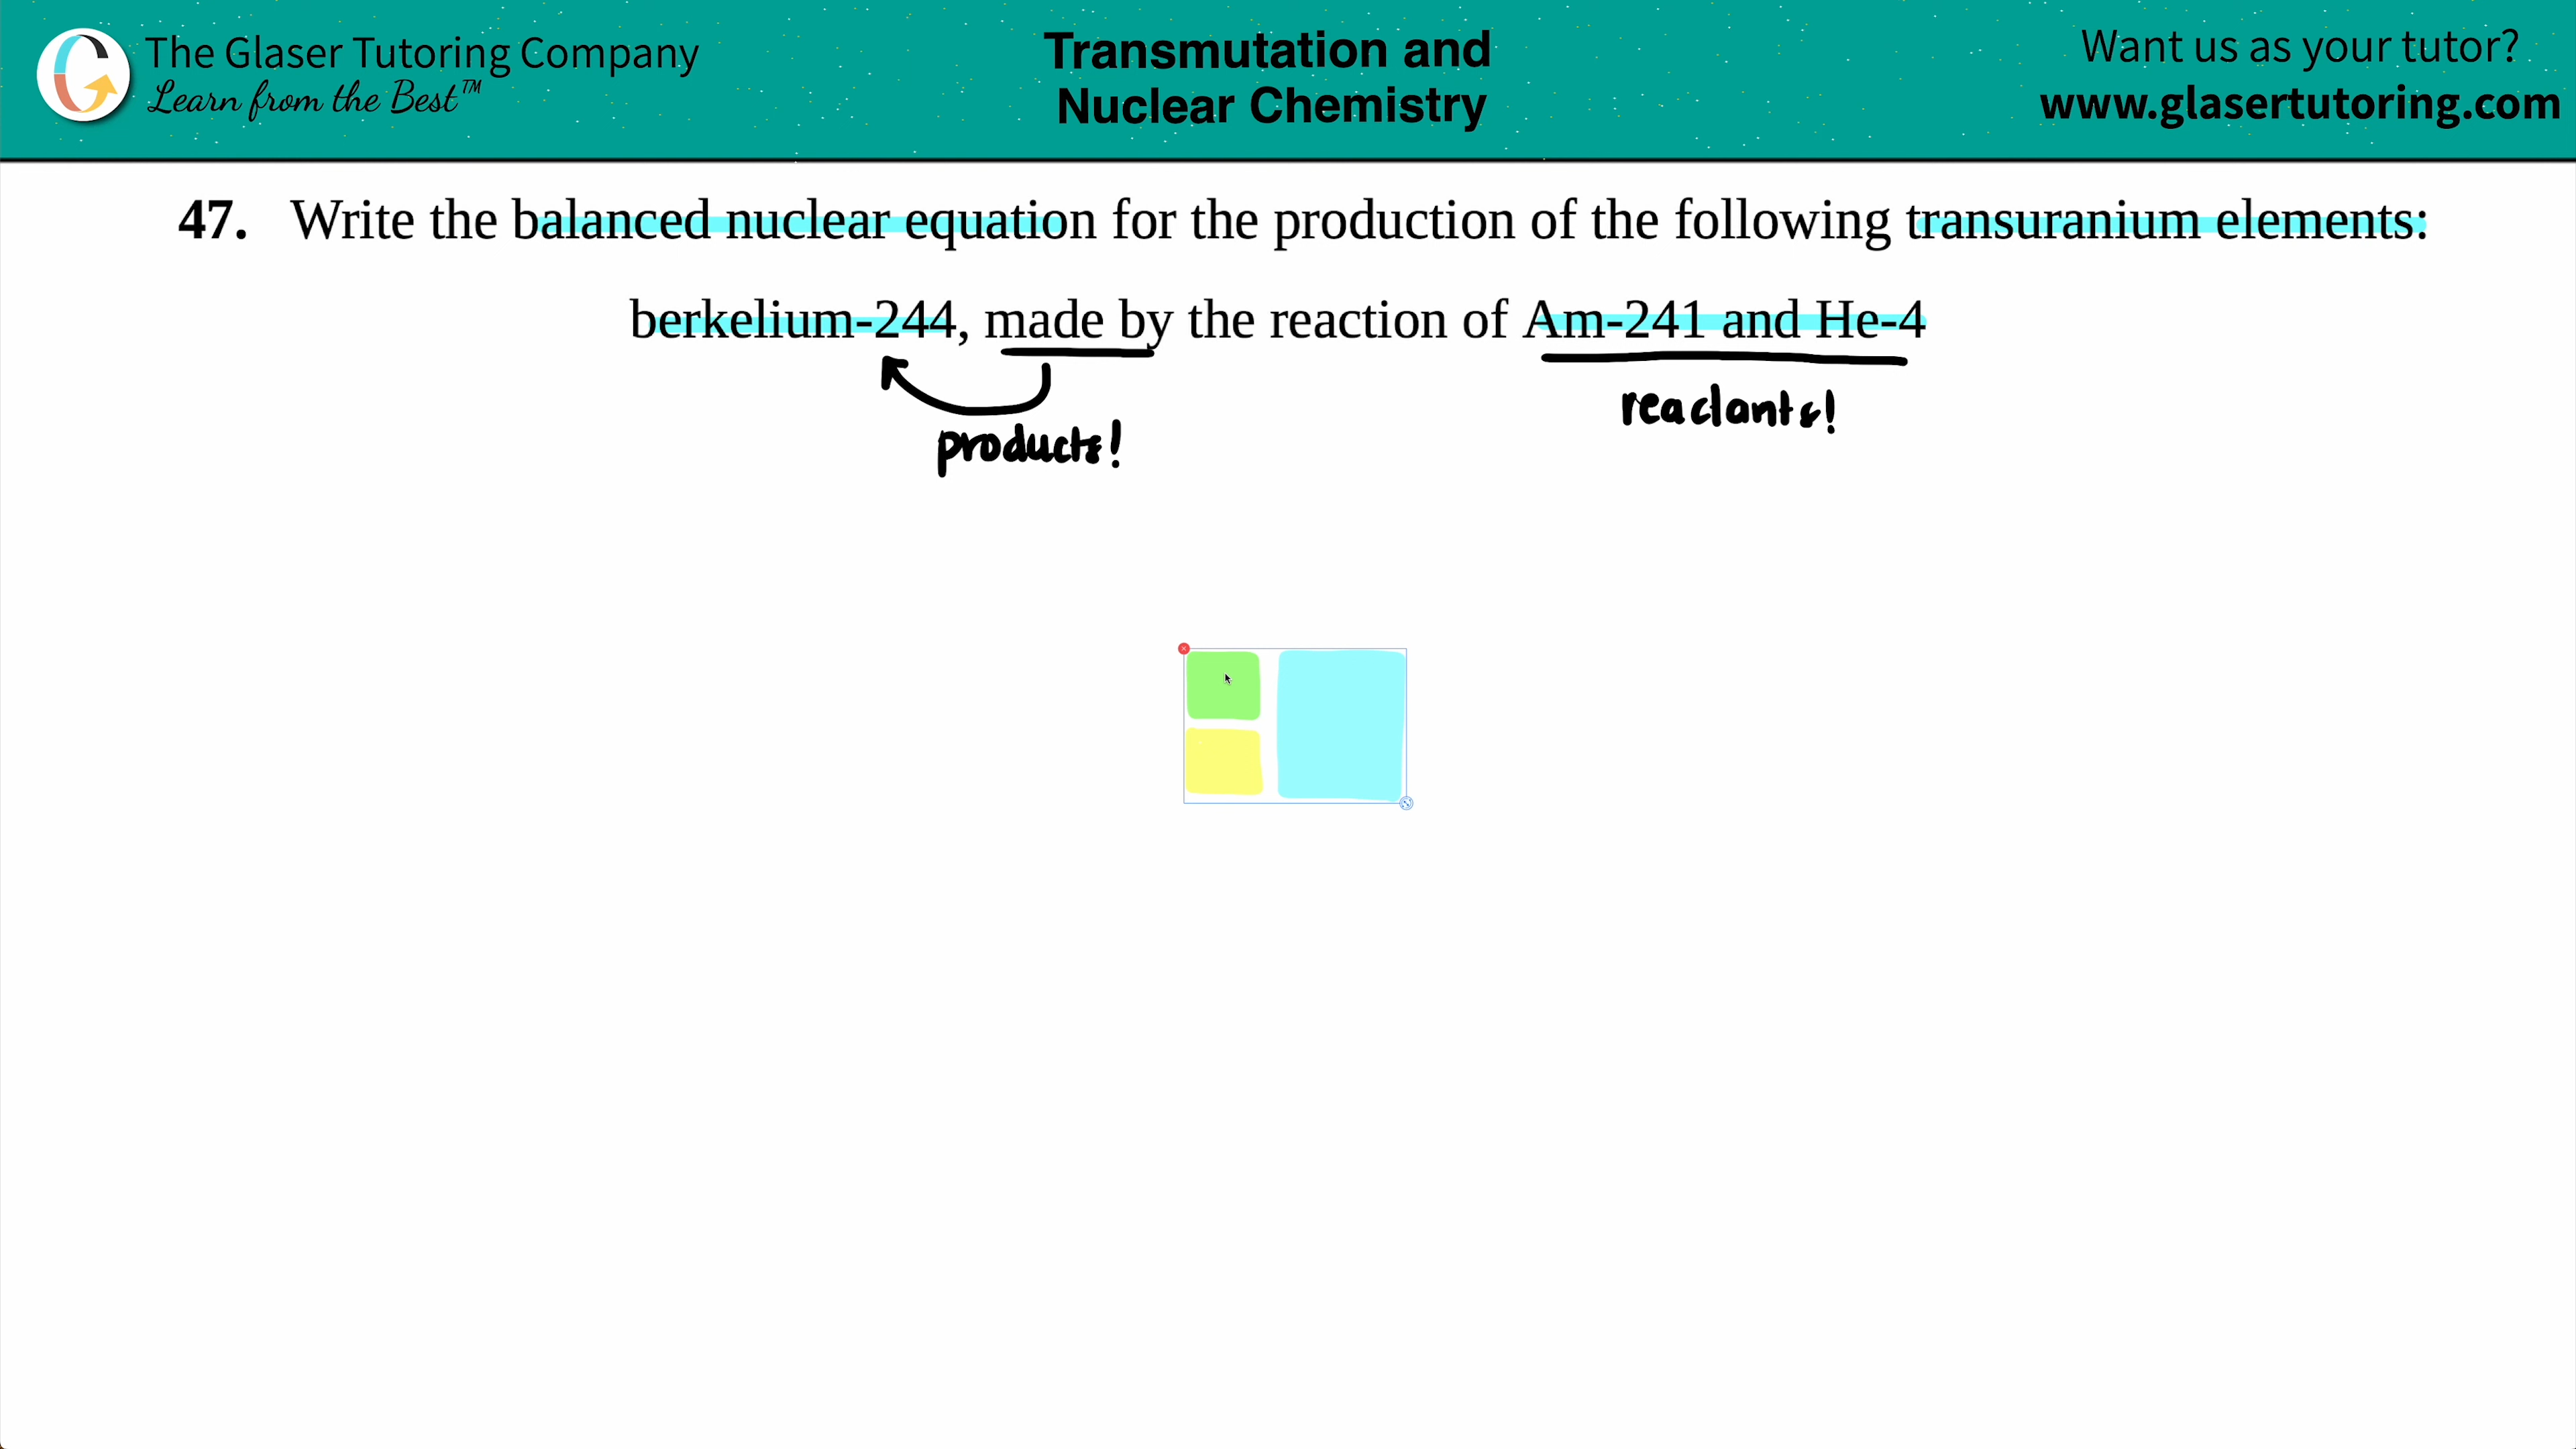 The Glaser Tutoring Company
Learn from the Best™
Transmutation and
Nuclear Chemistry
Want us as your tutor?
www.glasertutoring.com
47. Write the balanced nuclear equation for the production of the following transuranium elements:
berkelium-244, made by the reaction of Am-241 and He-4
products!
reactants!